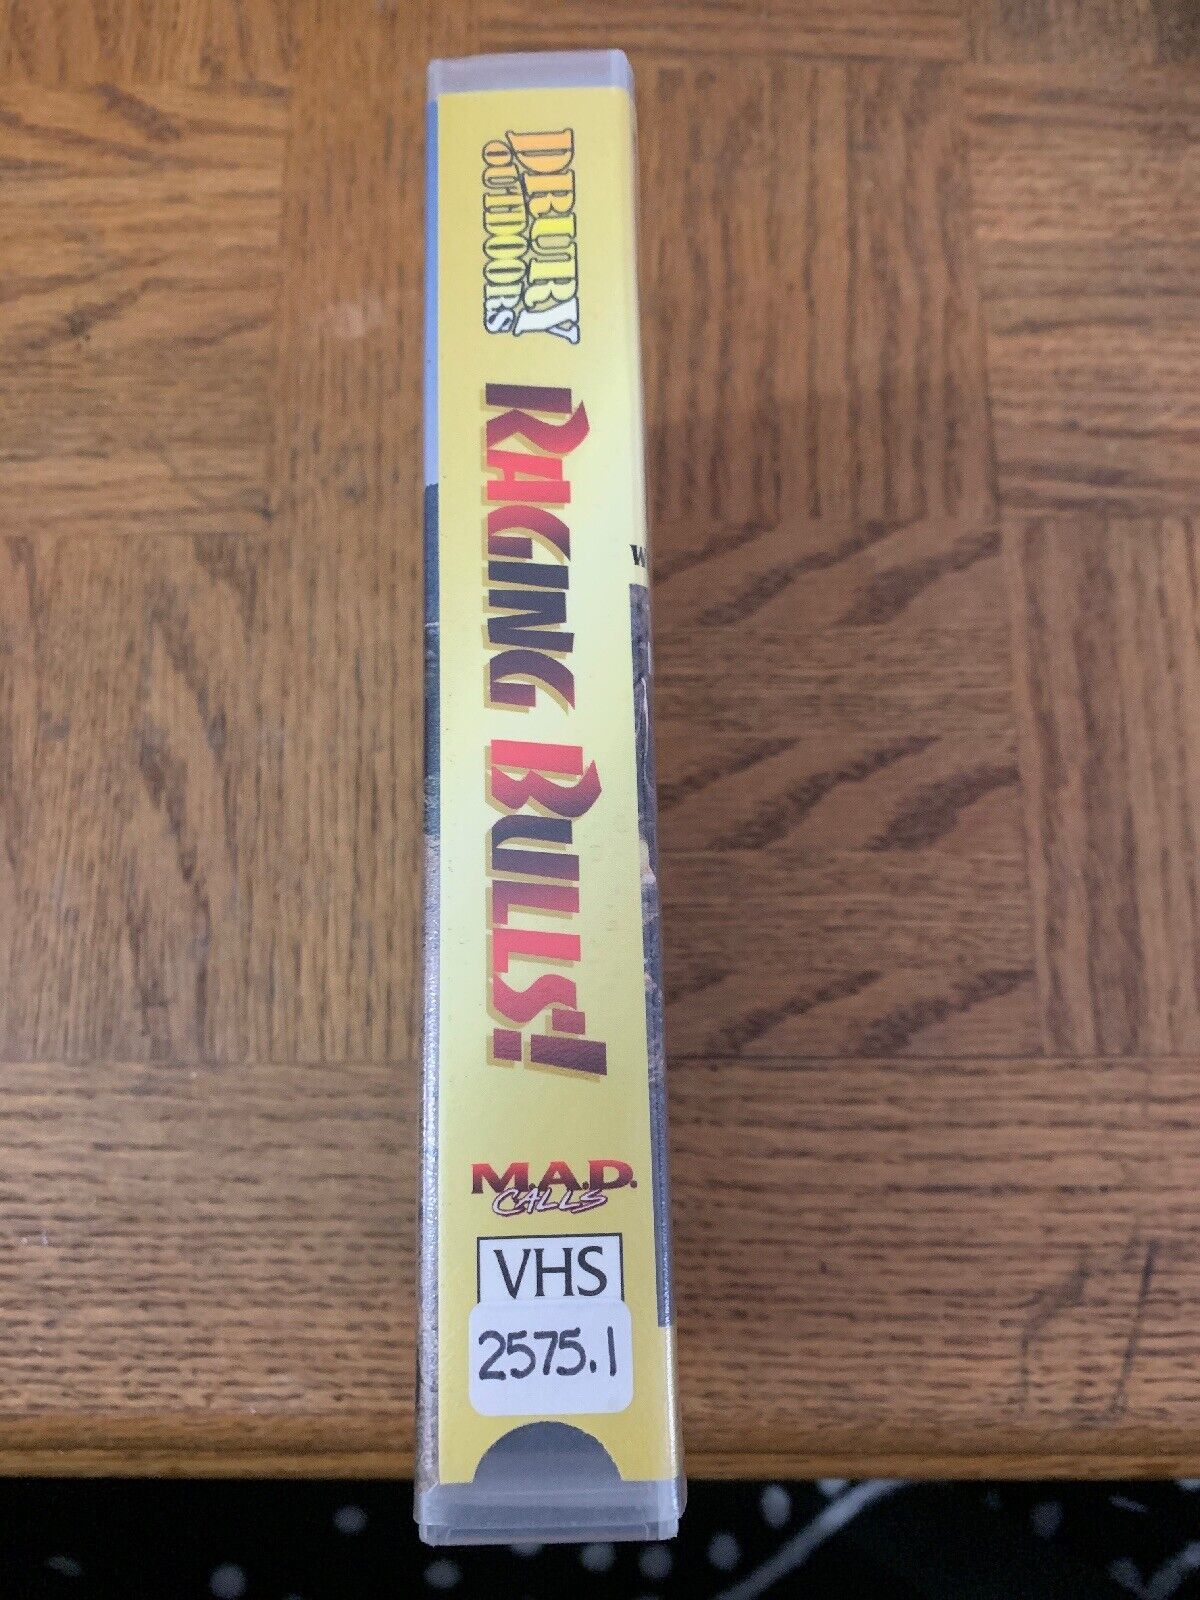 DRURY
OUTDOORS
RAGING BULLS!
M.A.D.
CALLS
VHS
2575.1
W